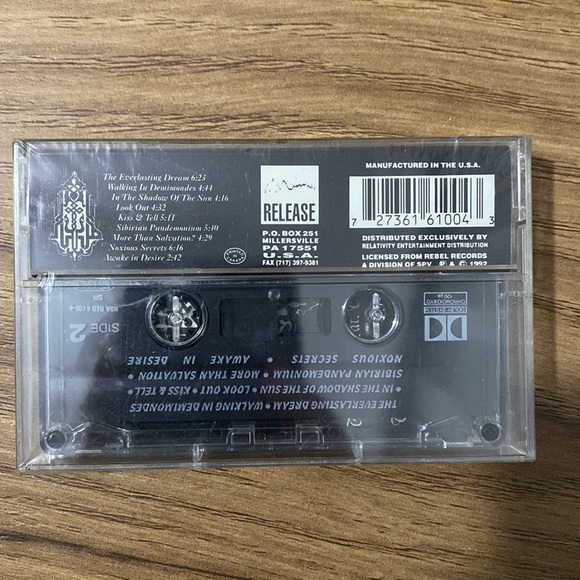 The Everlasting Dream 6:23
Walking In Demimondes 4:44
In The Shadow Of The Sun 4:16
Look Out 4:32
Kiss & Tell 5:11
Sibirian Pandemonium 5:40
More Than Salvation? 4:29
Noxious Secrets 6:16
Awake in Desire 2:42
RELEASE
P.O. BOX 251
MILLERSVILLE
PA 17551
U.S.A.
FAX (717) 397-9381
MANUFACTURED IN THE U.S.A.
7 27361 61004 3
DISTRIBUTED EXCLUSIVELY BY
RELATIVITY ENTERTAINMENT DISTRIBUTION
LICENSED FROM REBEL RECORDS
A DIVISION OF SPV ℗ © 1992
SIDE 2
SR
THE EVERLASTING DREAM • WALKING IN DEMIMONDES
• IN THE SHADOW OF THE SUN • LOOK OUT • KISS & TELL •
SIBIRIAN PANDEMONIUM • MORE THAN SALVATION •
NOXIOUS SECRETS • AWAKE IN DESIRE